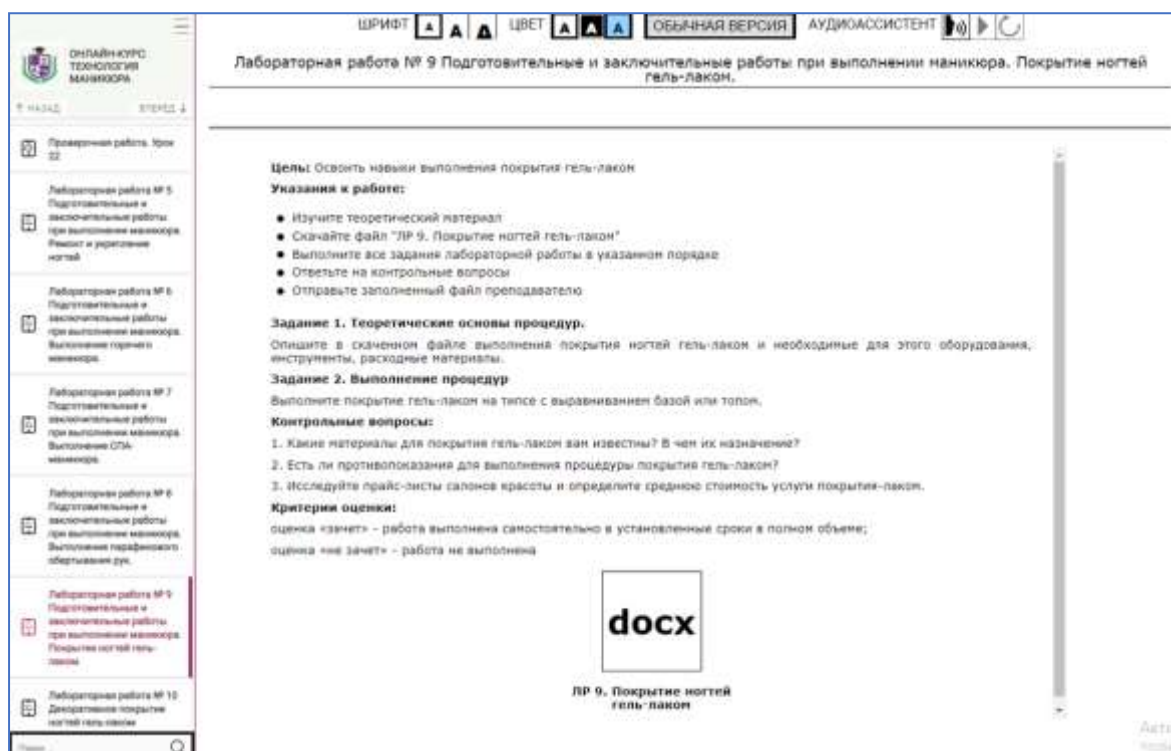 ШРИФТ А А А ЦВЕТ А А А ОБЫЧНАЯ ВЕРСИЯ АУДИОАССИСТЕНТ
ОНЛАЙН-КУРС
ТЕХНОЛОГИЯ
МАНИКЮРА
НАЗАД ВПЕРЕД
Проверочная работа. Урок
22
Лабораторная работа № 5
Подготовительные и
заключительные работы
при выполнении маникюра.
Ремонт и укрепление
ногтей
Лабораторная работа № 6
Подготовительные и
заключительные работы
при выполнении маникюра.
Выполнение горячего
маникюра.
Лабораторная работа № 7
Подготовительные и
заключительные работы
при выполнении маникюра.
Выполнение СПА-
маникюра.
Лабораторная работа № 8
Подготовительные и
заключительные работы
при выполнении маникюра.
Выполнение парафинового
обертывания рук.
Лабораторная работа № 9
Подготовительные и
заключительные работы
при выполнении маникюра.
Покрытие ногтей гель-
лаком.
Лабораторная работа № 10
Декоративное покрытие
ногтей гель-лаком
Лабораторная работа № 9 Подготовительные и заключительные работы при выполнении маникюра. Покрытие ногтей
гель-лаком.
Цель: Освоить навыки выполнения покрытия гель-лаком
Указания к работе:
● Изучите теоретический материал
● Скачайте файл "ЛР 9. Покрытие ногтей гель-лаком"
● Выполните все задания лабораторной работы в указанном порядке
● Ответьте на контрольные вопросы
● Отправьте заполненный файл преподавателю
Задание 1. Теоретические основы процедур.
Опишите в скаченном файле выполнения покрытия ногтей гель-лаком и необходимые для этого оборудования,
инструменты, расходные материалы.
Задание 2. Выполнение процедур
Выполните покрытие гель-лаком на типсе с выравниванием базой или топом.
Контрольные вопросы:
1. Какие материалы для покрытия гель-лаком вам известны? В чем их назначение?
2. Есть ли противопоказания для выполнения процедуры покрытия гель-лаком?
3. Исследуйте прайс-листы салонов красоты и определите среднюю стоимость услуги покрытия-лаком.
Критерии оценки:
оценка «зачет» - работа выполнена самостоятельно в установленные сроки в полном объеме;
оценка «не зачет» - работа не выполнена
docx
ЛР 9. Покрытие ногтей
гель-лаком